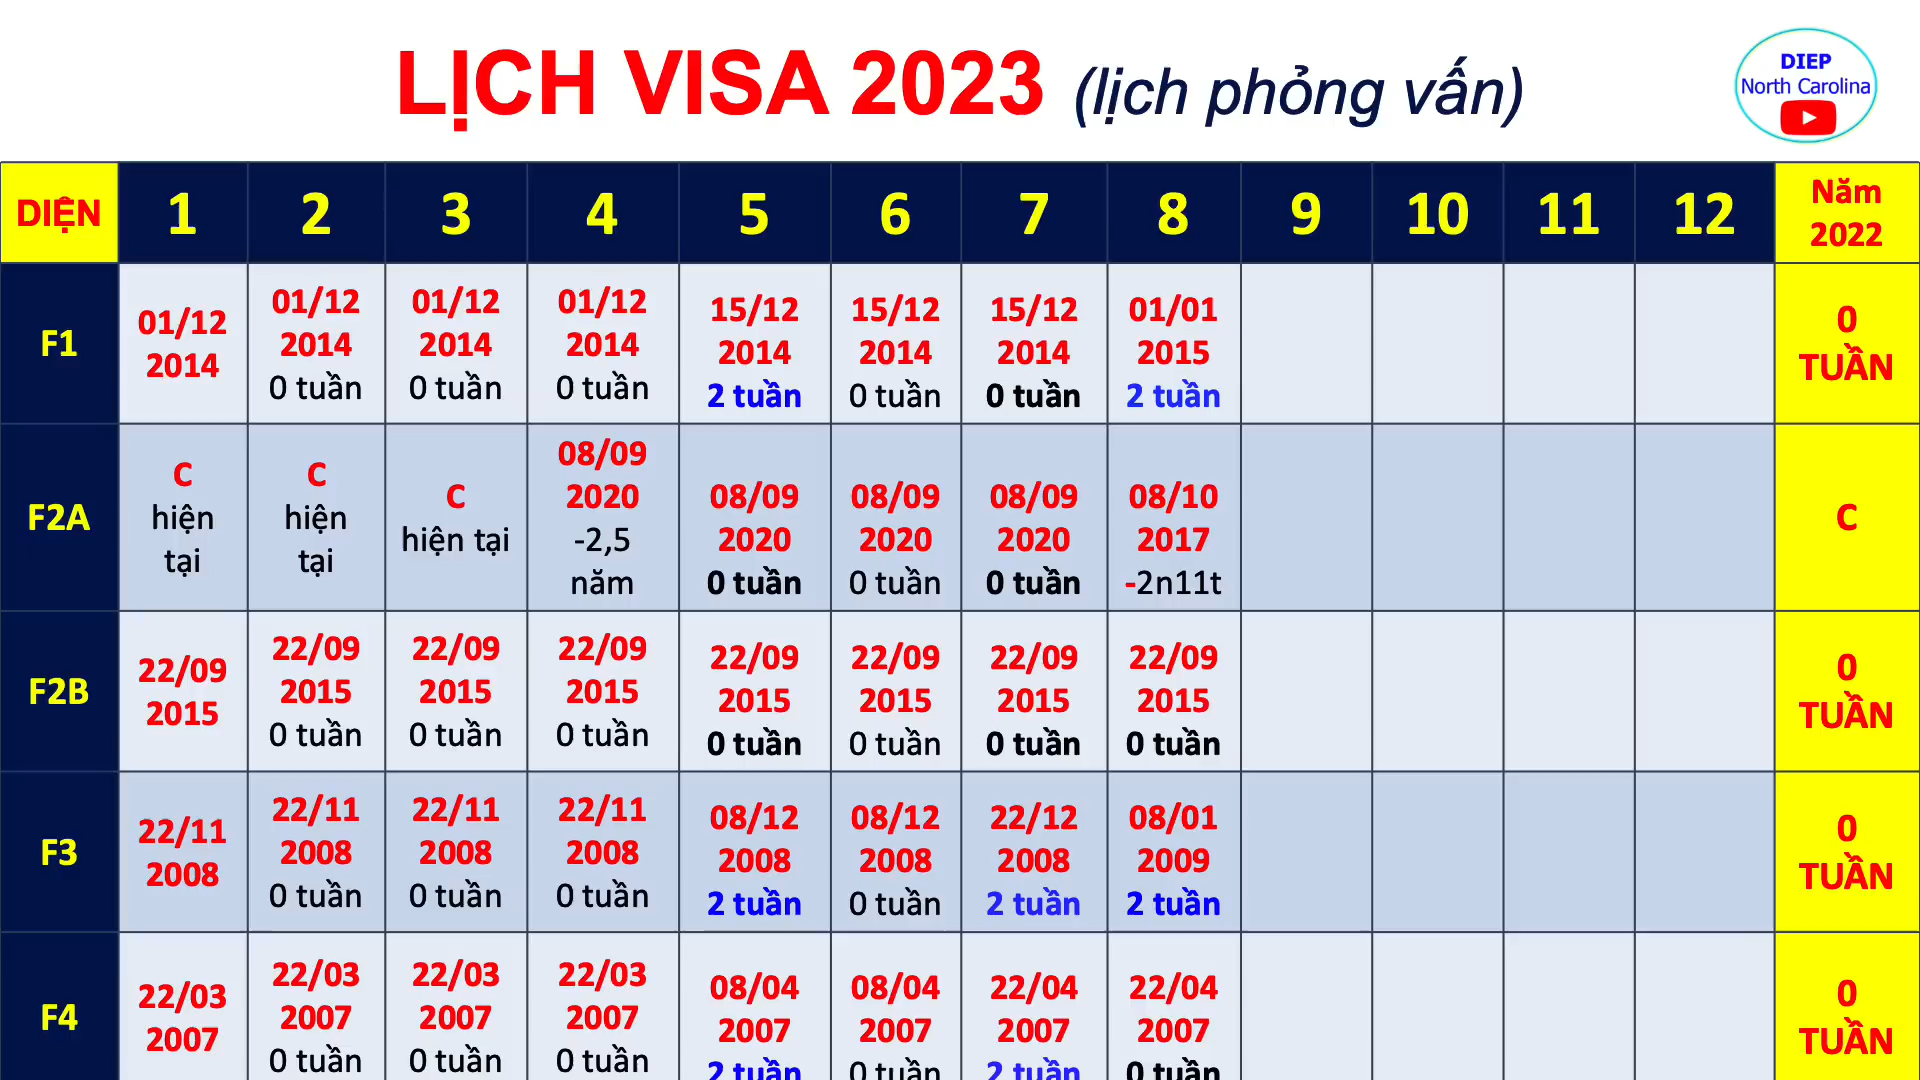 LỊCH VISA 2023 (lịch phỏng vấn)
DIEP
North Carolina
DIỆN 1 2 3 4 5 6 7 8 9 10 11 12 Năm 2022
F1
01/12
2014
01/12
2014
0 tuần
01/12
2014
0 tuần
01/12
2014
0 tuần
15/12
2014
2 tuần
15/12
2014
0 tuần
15/12
2014
0 tuần
01/01
2015
2 tuần
0
TUẦN
F2A
C
hiện
tại
C
hiện
tại
C
hiện tại
08/09
2020
-2,5
năm
08/09
2020
0 tuần
08/09
2020
0 tuần
08/09
2020
0 tuần
08/10
2017
-2n11t
C
F2B
22/09
2015
22/09
2015
0 tuần
22/09
2015
0 tuần
22/09
2015
0 tuần
22/09
2015
0 tuần
22/09
2015
0 tuần
22/09
2015
0 tuần
22/09
2015
0 tuần
0
TUẦN
F3
22/11
2008
22/11
2008
0 tuần
22/11
2008
0 tuần
22/11
2008
0 tuần
08/12
2008
2 tuần
08/12
2008
0 tuần
22/12
2008
2 tuần
08/01
2009
2 tuần
0
TUẦN
F4
22/03
2007
22/03
2007
0 tuần
22/03
2007
0 tuần
22/03
2007
0 tuần
08/04
2007
2 tuần
08/04
2007
0 tuần
22/04
2007
2 tuần
22/04
2007
0 tuần
0
TUẦN